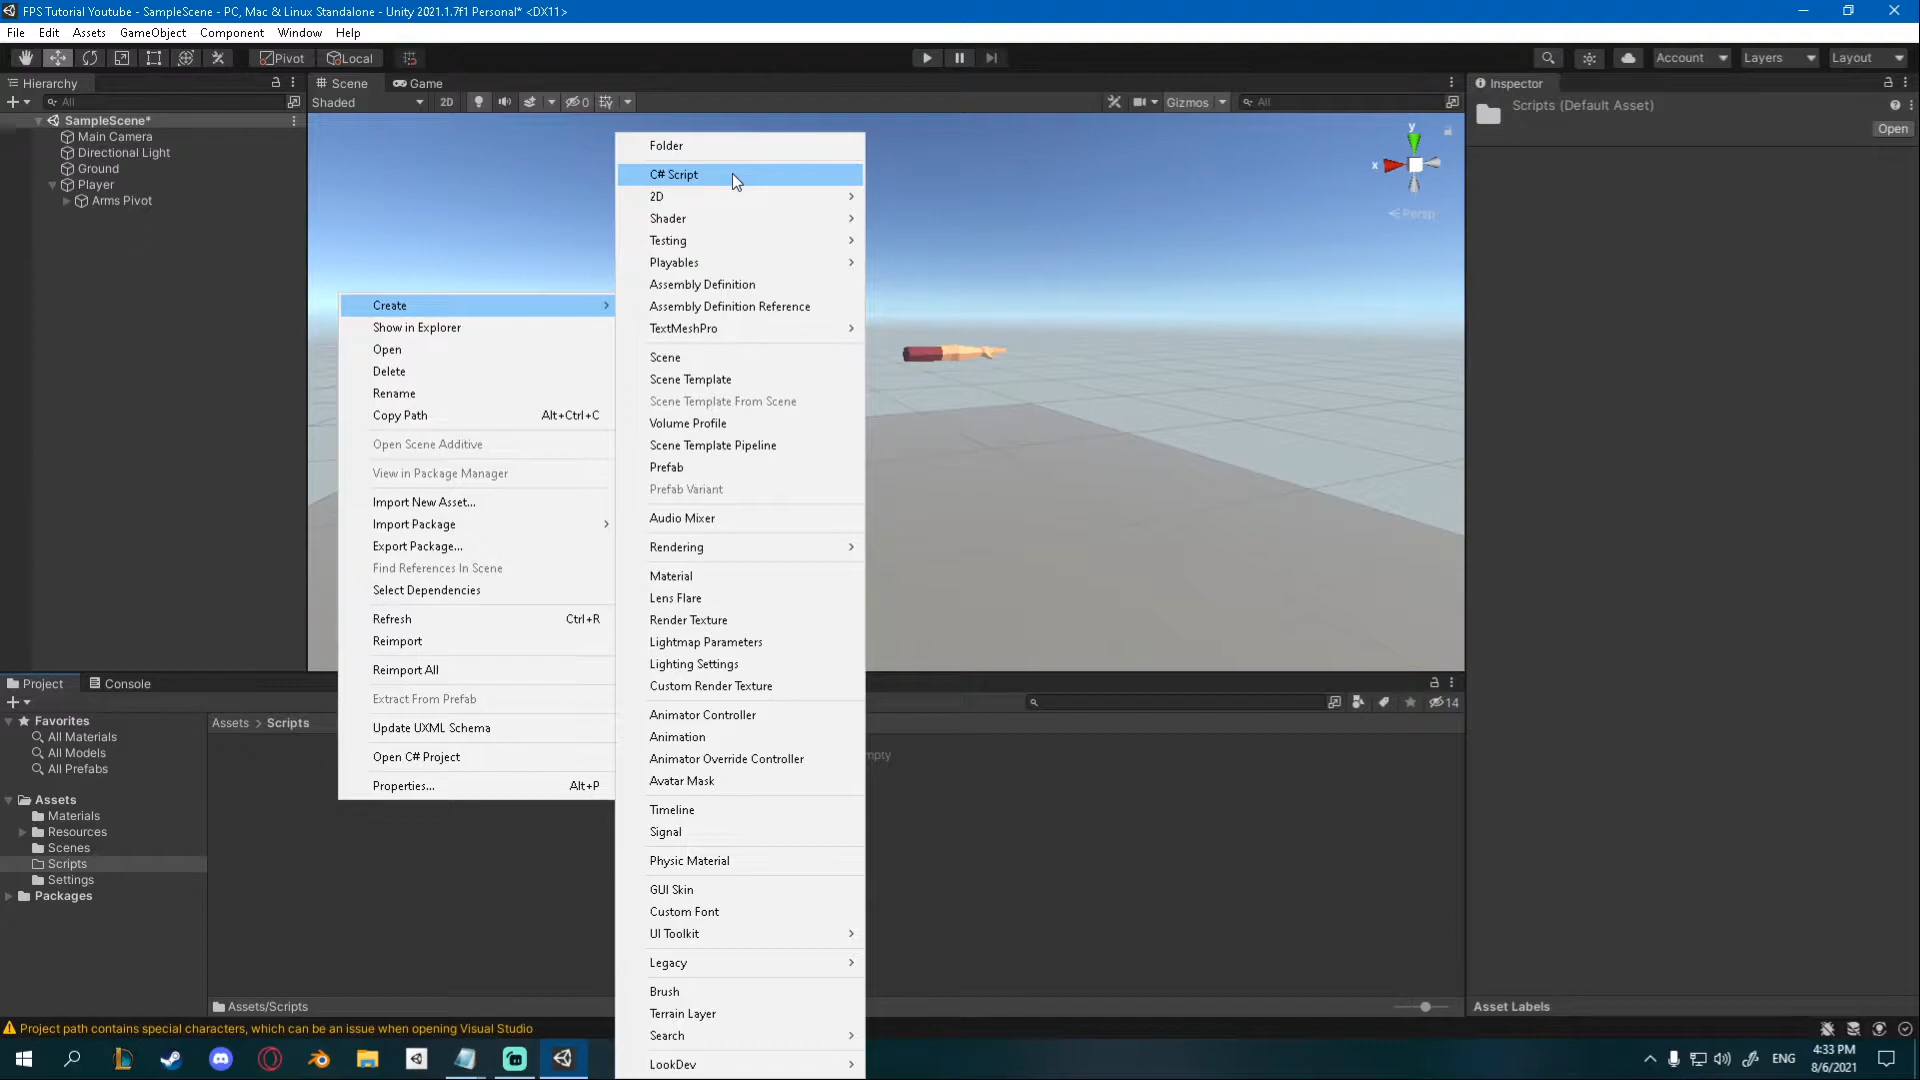 FPS Tutorial Youtube - SampleScene - PC, Mac & Linux Standalone - Unity 2021.1.7f1 Personal* <DX11>
File Edit Assets GameObject Component Window Help
Pivot Local Account Layers Layout
Hierarchy
All
SampleScene*
Main Camera
Directional Light
Ground
Player
Arms Pivot
Scene Game
Shaded 2D 0 Gizmos All
y
x
Persp
Inspector
Scripts (Default Asset)
Open
Create
Show in Explorer
Open
Delete
Rename
Copy Path Alt+Ctrl+C
Open Scene Additive
View in Package Manager
Import New Asset...
Import Package
Export Package...
Find References In Scene
Select Dependencies
Refresh Ctrl+R
Reimport
Reimport All
Extract From Prefab
Update UXML Schema
Open C# Project
Properties... Alt+P
Folder
C# Script
2D
Shader
Testing
Playables
Assembly Definition
Assembly Definition Reference
TextMeshPro
Scene
Scene Template
Scene Template From Scene
Volume Profile
Scene Template Pipeline
Prefab
Prefab Variant
Audio Mixer
Rendering
Material
Lens Flare
Render Texture
Lightmap Parameters
Lighting Settings
Custom Render Texture
Animator Controller
Animation
Animator Override Controller
Avatar Mask
Timeline
Signal
Physic Material
GUI Skin
Custom Font
UI Toolkit
Legacy
Brush
Terrain Layer
Search
LookDev
Project Console
14
Favorites
All Materials
All Models
All Prefabs
Assets
Materials
Resources
Scenes
Scripts
Settings
Packages
Assets > Scripts
mpty
Assets/Scripts
Asset Labels
Project path contains special characters, which can be an issue when opening Visual Studio
ENG
4:33 PM
8/6/2021